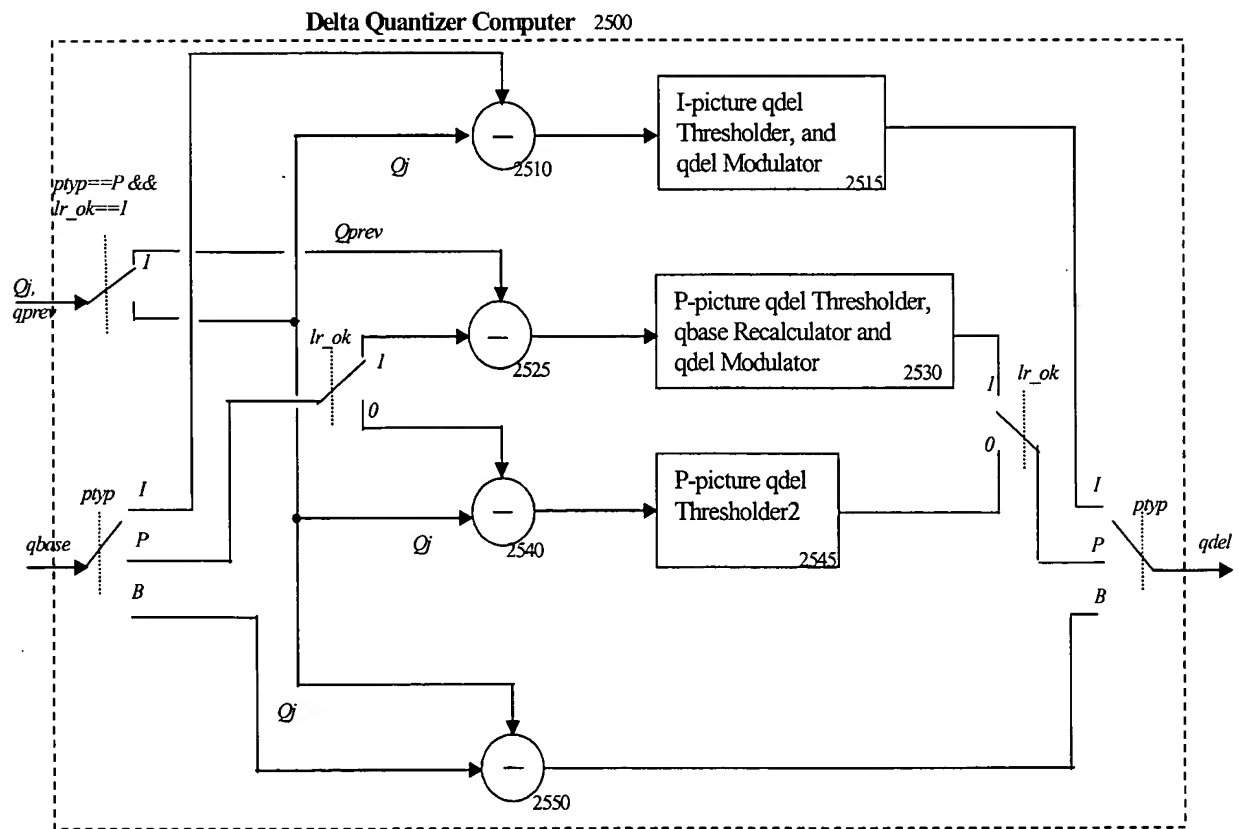 Delta Quantizer Computer 2500
I-picture qdel
Thresholder, and
qdel Modulator
2515
—
2510
Qj
ptyp==P &&
lr_ok==1
1
Qj,
qprev
Qprev
—
2525
P-picture qdel Thresholder,
qbase Recalculator and
qdel Modulator
2530
lr_ok
1
0
lr_ok
1
0
P-picture qdel
Thresholder2
2545
—
2540
Qj
ptyp
I
P
B
qbase
I
P
B
ptyp
qdel
Qj
—
2550